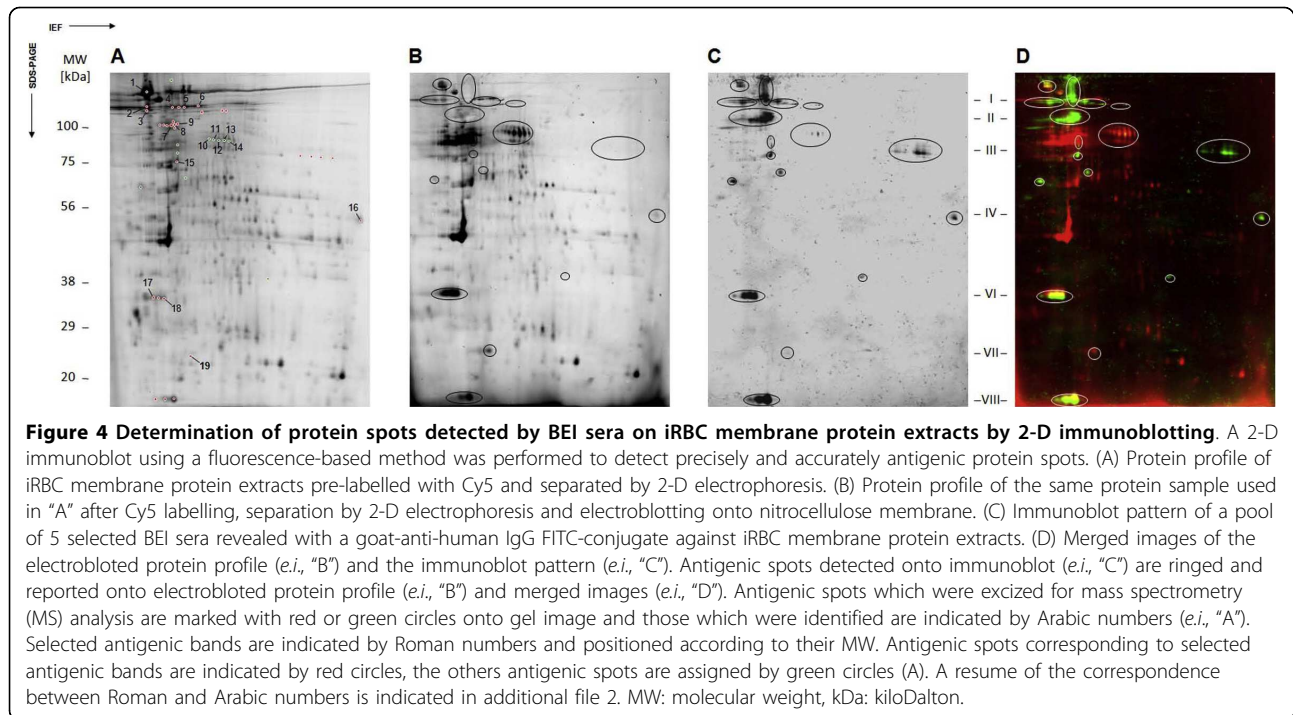 IEF
SDS-PAGE
MW
[kDa]
A
B
C
D
100
75
56
38
29
20
1
2
3
4
5
6
7
8
9
10
11
12
13
14
15
16
17
18
19
– I –
– II –
– III –
– IV –
– VI –
– VII –
–VIII–
Figure 4 Determination of protein spots detected by BEI sera on iRBC membrane protein extracts by 2-D immunoblotting. A 2-D
immunoblot using a fluorescence-based method was performed to detect precisely and accurately antigenic protein spots. (A) Protein profile of
iRBC membrane protein extracts pre-labelled with Cy5 and separated by 2-D electrophoresis. (B) Protein profile of the same protein sample used
in “A” after Cy5 labelling, separation by 2-D electrophoresis and electroblotting onto nitrocellulose membrane. (C) Immunoblot pattern of a pool
of 5 selected BEI sera revealed with a goat-anti-human IgG FITC-conjugate against iRBC membrane protein extracts. (D) Merged images of the
electrobloted protein profile (e.i., “B”) and the immunoblot pattern (e.i., “C”). Antigenic spots detected onto immunoblot (e.i., “C”) are ringed and
reported onto electrobloted protein profile (e.i., “B”) and merged images (e.i., “D”). Antigenic spots which were excized for mass spectrometry
(MS) analysis are marked with red or green circles onto gel image and those which were identified are indicated by Arabic numbers (e.i., “A”).
Selected antigenic bands are indicated by Roman numbers and positioned according to their MW. Antigenic spots corresponding to selected
antigenic bands are indicated by red circles, the others antigenic spots are assigned by green circles (A). A resume of the correspondence
between Roman and Arabic numbers is indicated in additional file 2. MW: molecular weight, kDa: kiloDalton.